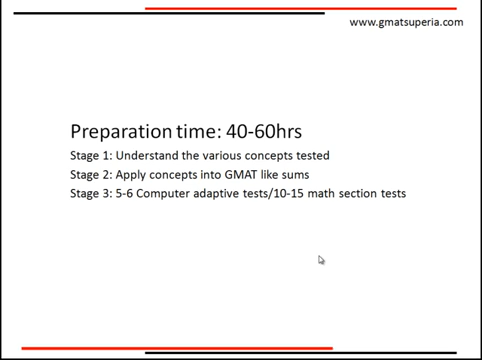 www.gmatsuperia.com
Preparation time: 40-60hrs
Stage 1: Understand the various concepts tested
Stage 2: Apply concepts into GMAT like sums
Stage 3: 5-6 Computer adaptive tests/10-15 math section tests